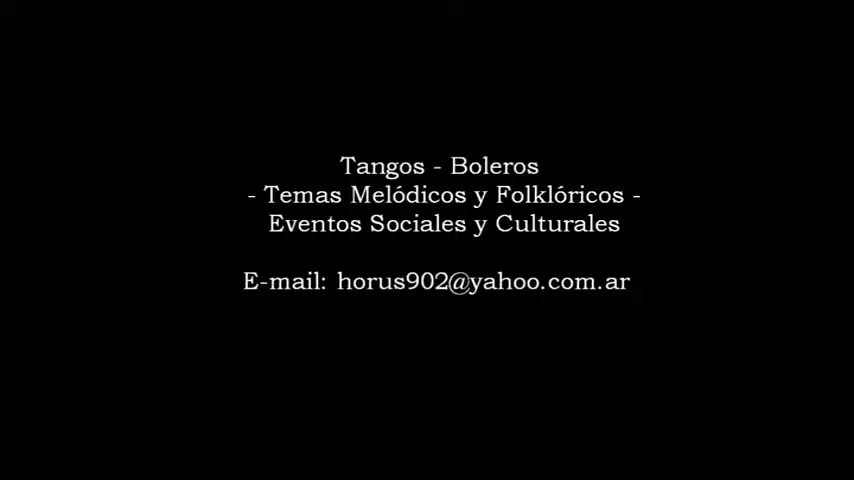 Tangos - Boleros
- Temas Melódicos y Folklóricos -
Eventos Sociales y Culturales
E-mail: horus902@yahoo.com.ar